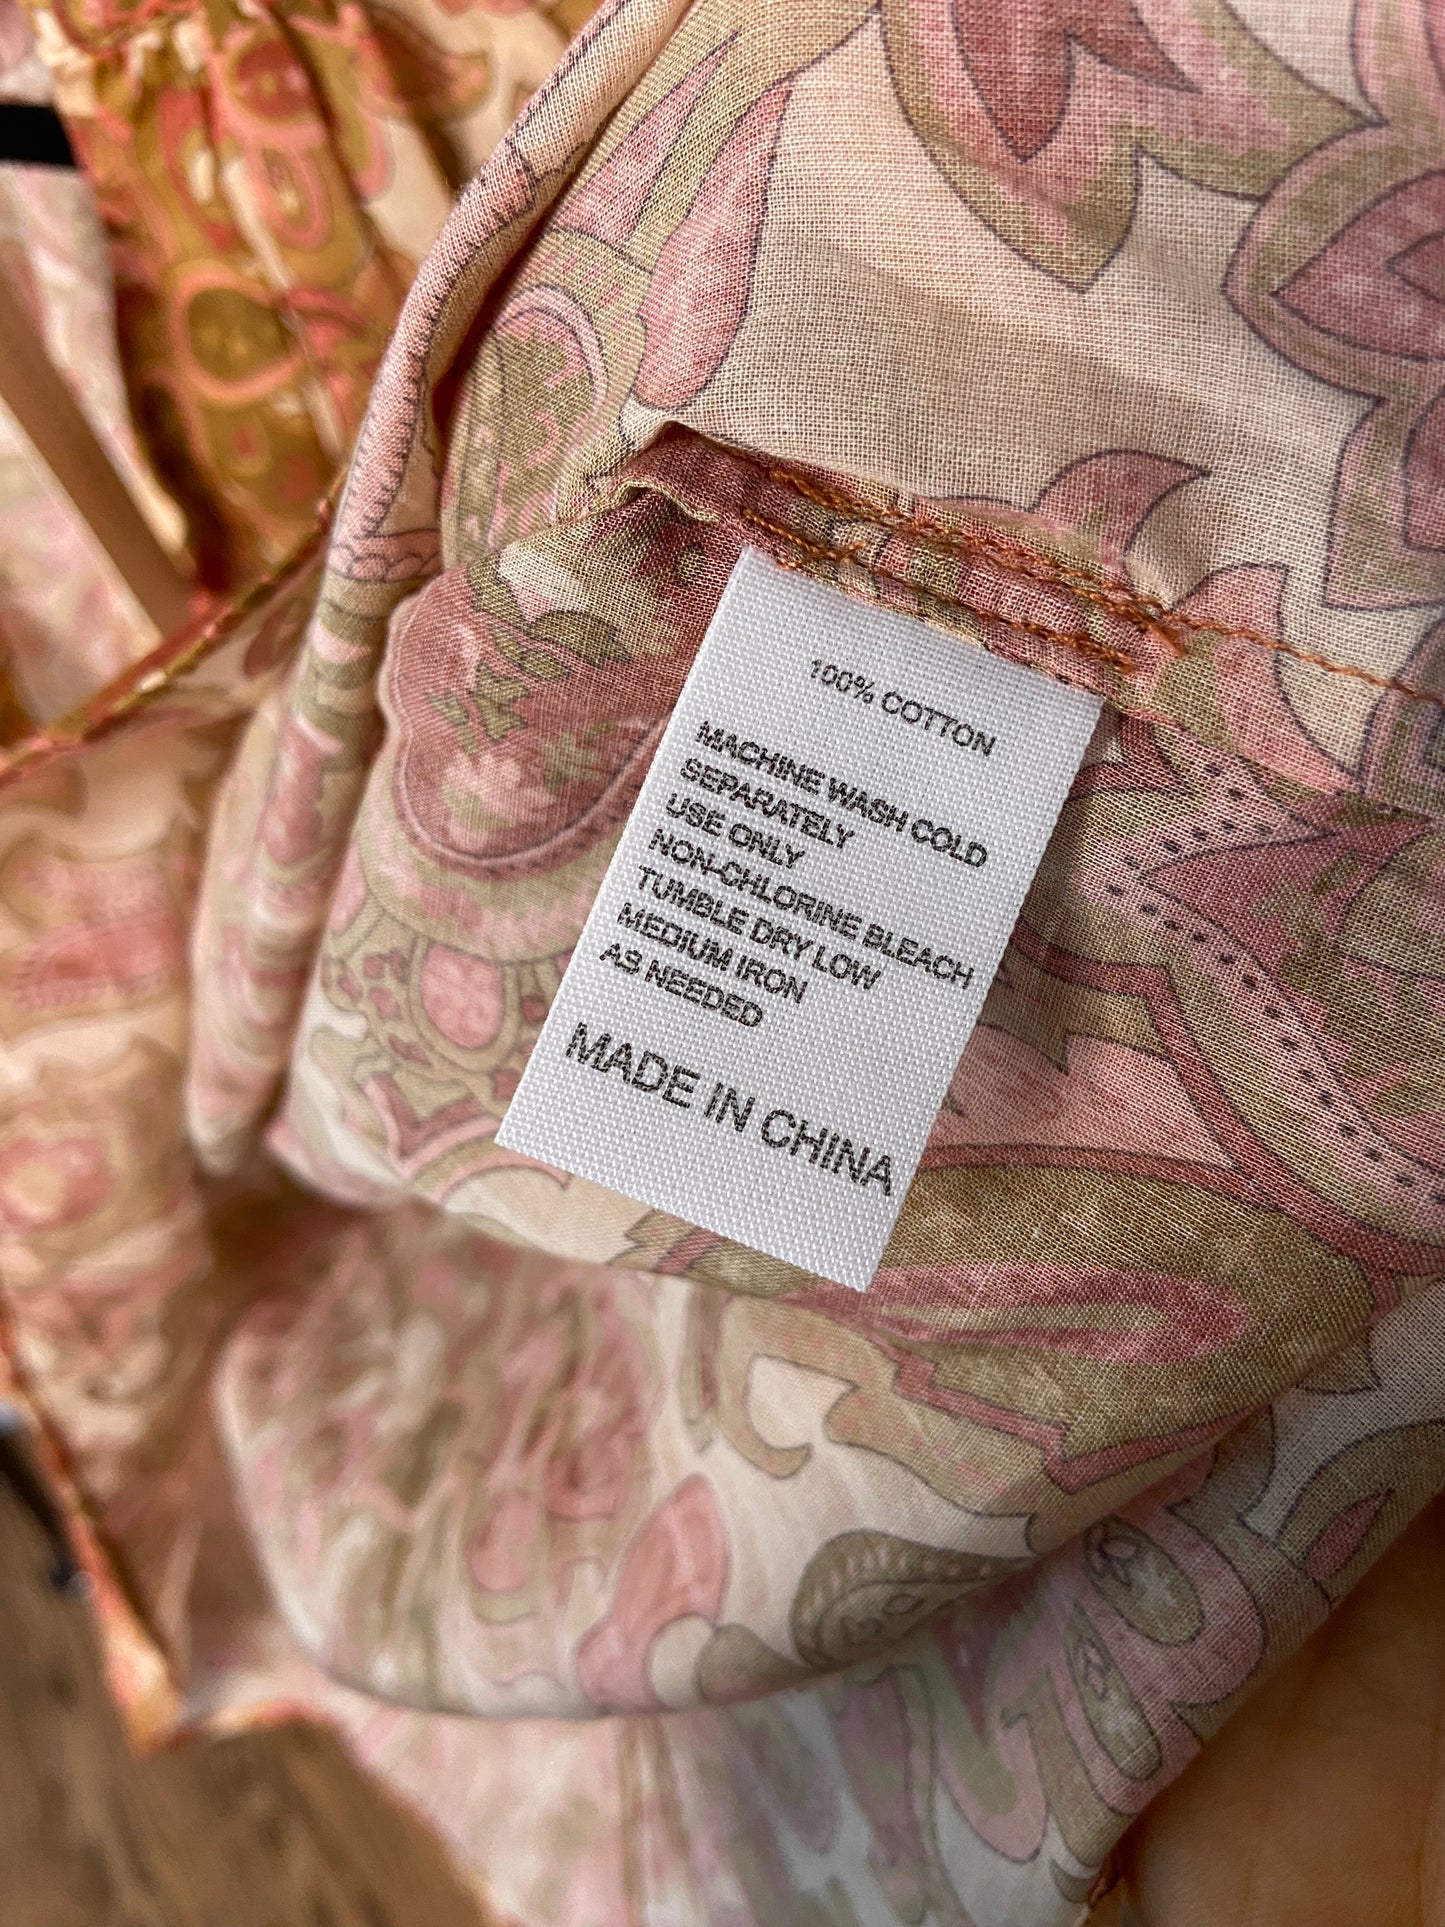 100% COTTON
MACHINE WASH COLD
SEPARATELY
USE ONLY
NON-CHLORINE BLEACH
TUMBLE DRY LOW
MEDIUM IRON
AS NEEDED
MADE IN CHINA